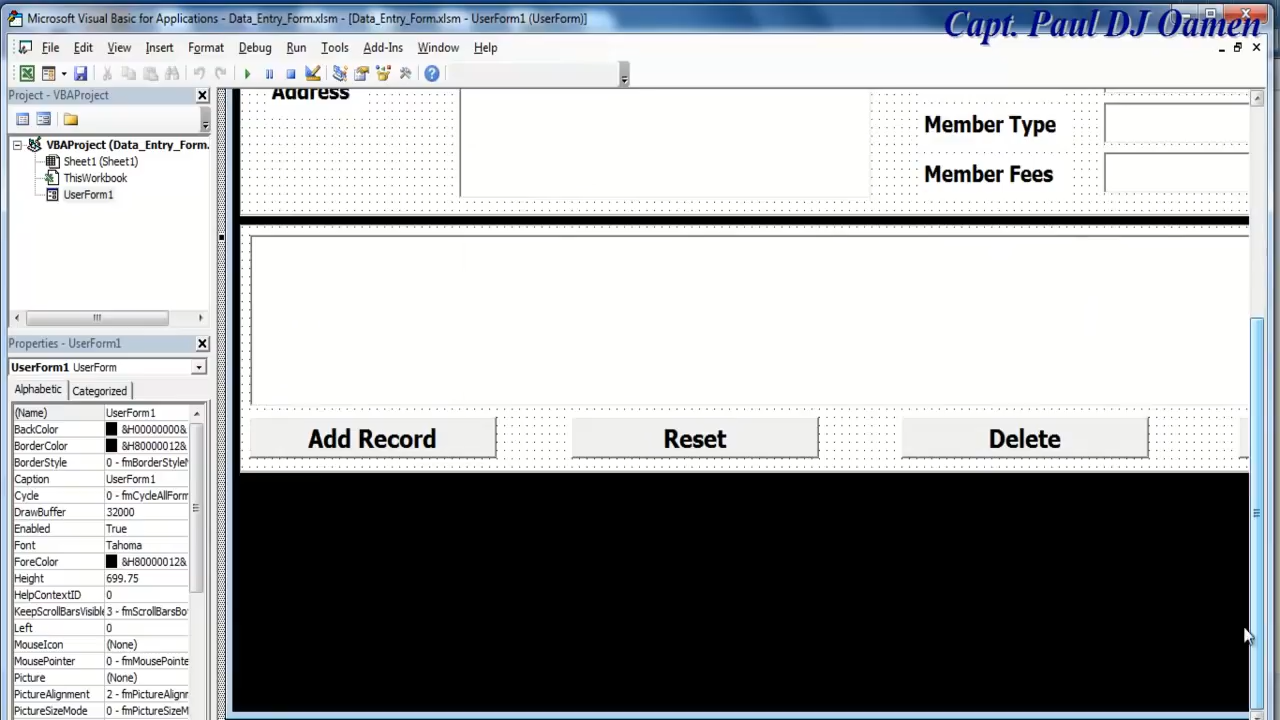 Microsoft Visual Basic for Applications - Data_Entry_Form.xlsm - [Data_Entry_Form.xlsm - UserForm1 (UserForm)]
Capt. Paul DJ Oamen
File Edit View Insert Format Debug Run Tools Add-Ins Window Help
Project - VBAProject
VBAProject (Data_Entry_Form.
Sheet1 (Sheet1)
ThisWorkbook
UserForm1
Address
Member Type
Member Fees
Add Record Reset Delete
Properties - UserForm1
UserForm1 UserForm
Alphabetic Categorized
(Name) UserForm1
BackColor &H00000000&
BorderColor &H80000012&
BorderStyle 0 - fmBorderStyleN
Caption UserForm1
Cycle 0 - fmCycleAllForm
DrawBuffer 32000
Enabled True
Font Tahoma
ForeColor &H80000012&
Height 699.75
HelpContextID 0
KeepScrollBarsVisible 3 - fmScrollBarsBo
Left 0
MouseIcon (None)
MousePointer 0 - fmMousePointe
Picture (None)
PictureAlignment 2 - fmPictureAlignr
PictureSizeMode 0 - fmPictureSizeM